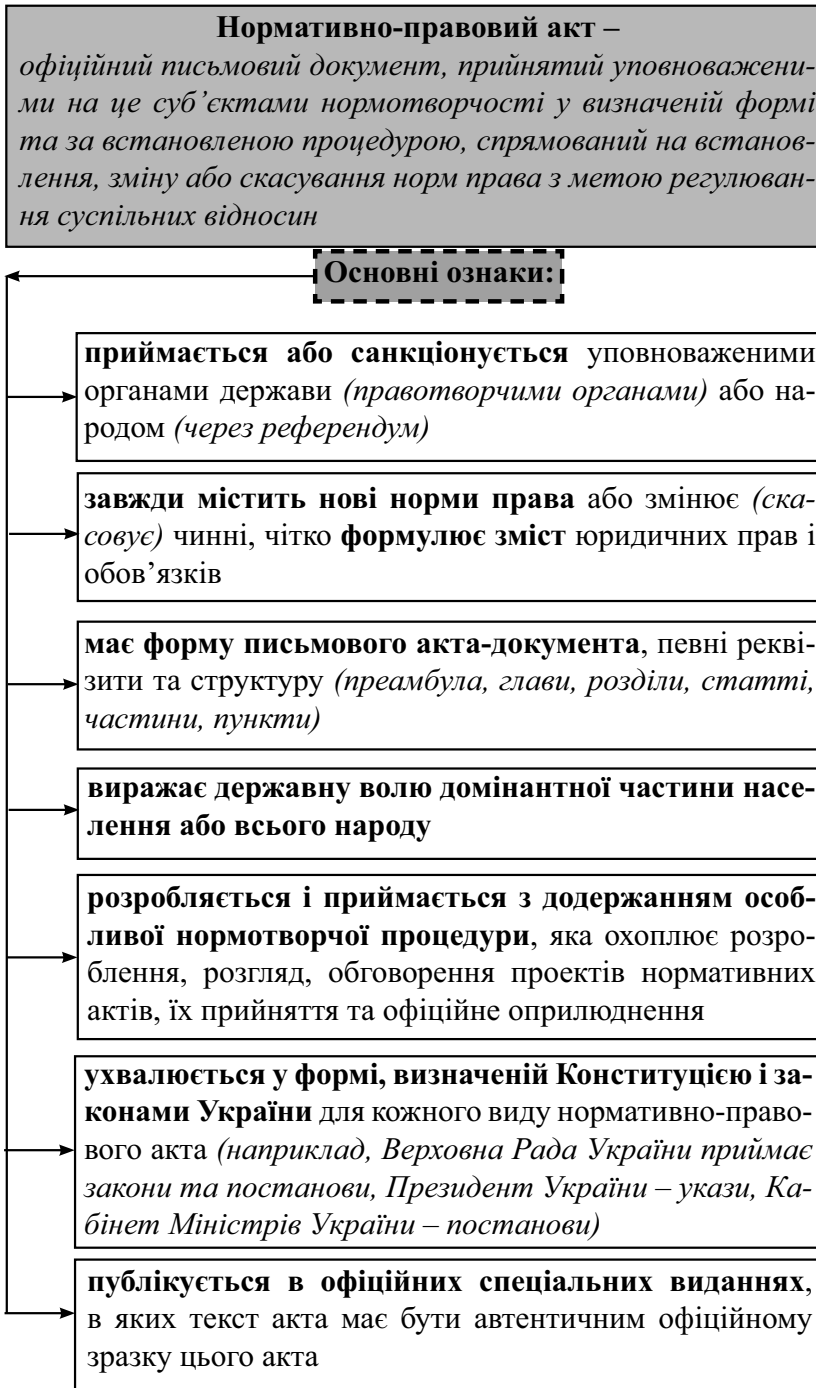 Нормативно-правовий акт –
офіційний письмовий документ, прийнятий уповноважени-
ми на це суб’єктами нормотворчості у визначеній формі
та за встановленою процедурою, спрямований на встанов-
лення, зміну або скасування норм права з метою регулюван-
ня суспільних відносин
Основні ознаки:
приймається або санкціонується уповноваженими
органами держави (правотворчими органами) або на-
родом (через референдум)
завжди містить нові норми права або змінює (ска-
совує) чинні, чітко формулює зміст юридичних прав і
обов’язків
має форму письмового акта-документа, певні рекві-
зити та структуру (преамбула, глави, розділи, статті,
частини, пункти)
виражає державну волю домінантної частини насе-
лення або всього народу
розробляється і приймається з додержанням особ-
ливої нормотворчої процедури, яка охоплює розро-
блення, розгляд, обговорення проектів нормативних
актів, їх прийняття та офіційне оприлюднення
ухвалюється у формі, визначеній Конституцією і за-
конами України для кожного виду нормативно-право-
вого акта (наприклад, Верховна Рада України приймає
закони та постанови, Президент України – укази, Ка-
бінет Міністрів України – постанови)
публікується в офіційних спеціальних виданнях,
в яких текст акта має бути автентичним офіційному
зразку цього акта